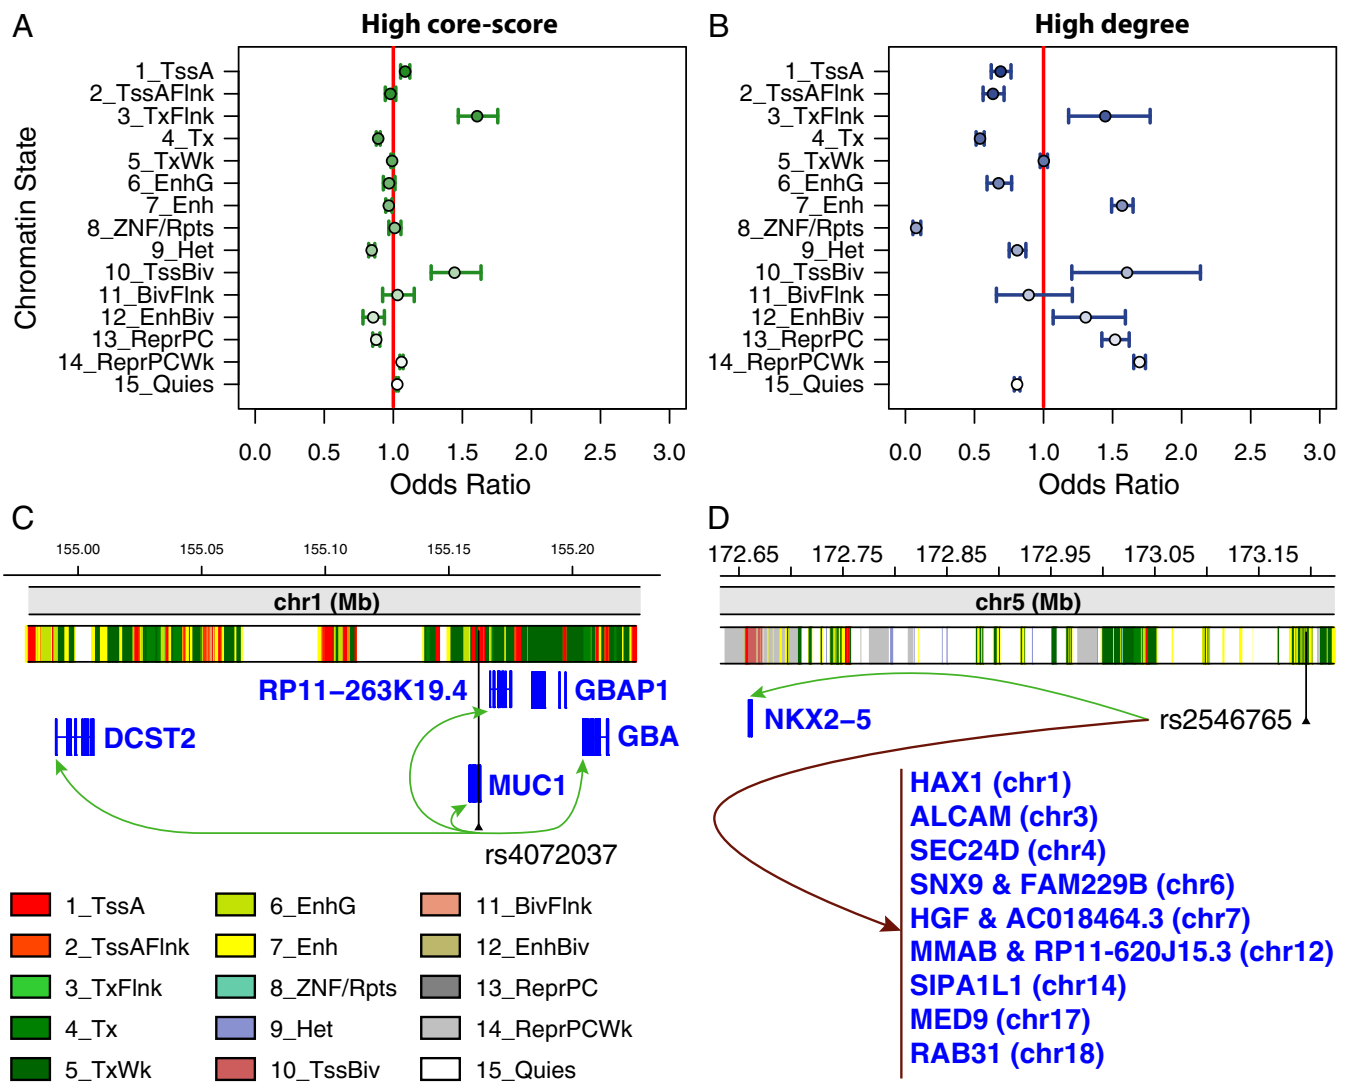 A
High core-score
Chromatin State
1_TssA
2_TssAFlnk
3_TxFlnk
4_Tx
5_TxWk
6_EnhG
7_Enh
8_ZNF/Rpts
9_Het
10_TssBiv
11_BivFlnk
12_EnhBiv
13_ReprPC
14_ReprPCWk
15_Quies
0.0 0.5 1.0 1.5 2.0 2.5 3.0
Odds Ratio
B
High degree
1_TssA
2_TssAFlnk
3_TxFlnk
4_Tx
5_TxWk
6_EnhG
7_Enh
8_ZNF/Rpts
9_Het
10_TssBiv
11_BivFlnk
12_EnhBiv
13_ReprPC
14_ReprPCWk
15_Quies
0.0 0.5 1.0 1.5 2.0 2.5 3.0
Odds Ratio
C
155.00 155.05 155.10 155.15 155.20
chr1 (Mb)
RP11−263K19.4
GBAP1
DCST2
GBA
MUC1
rs4072037
D
172.65 172.75 172.85 172.95 173.05 173.15
chr5 (Mb)
NKX2−5
rs2546765
HAX1 (chr1)
ALCAM (chr3)
SEC24D (chr4)
SNX9 & FAM229B (chr6)
HGF & AC018464.3 (chr7)
MMAB & RP11-620J15.3 (chr12)
SIPA1L1 (chr14)
MED9 (chr17)
RAB31 (chr18)
1_TssA
2_TssAFlnk
3_TxFlnk
4_Tx
5_TxWk
6_EnhG
7_Enh
8_ZNF/Rpts
9_Het
10_TssBiv
11_BivFlnk
12_EnhBiv
13_ReprPC
14_ReprPCWk
15_Quies